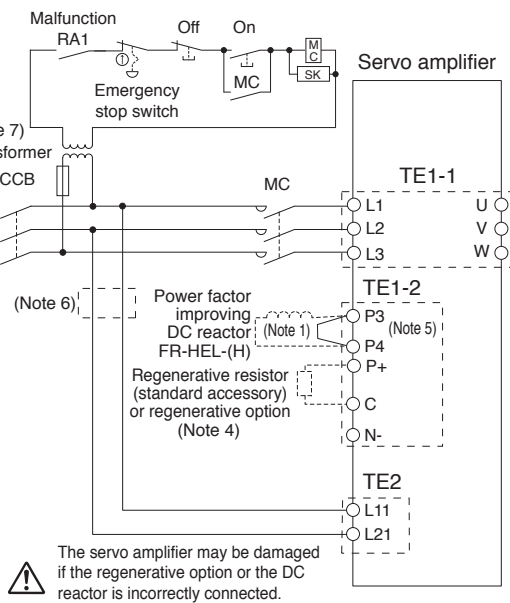 Malfunction
RA1
Off
On
MC
SK
MC
Emergency
stop switch
Servo amplifier
7)
CCB
MC
TE1-1
L1
U
L2
V
L3
W
TE1-2
(Note 6)
Power factor
improving
DC reactor
FR-HEL-(H)
(Note 1)
P3
(Note 5)
P4
Regenerative resistor
(standard accessory)
or regenerative option
(Note 4)
P+
C
N-
TE2
L11
L21
The servo amplifier may be damaged
if the regenerative option or the DC
reactor is incorrectly connected.